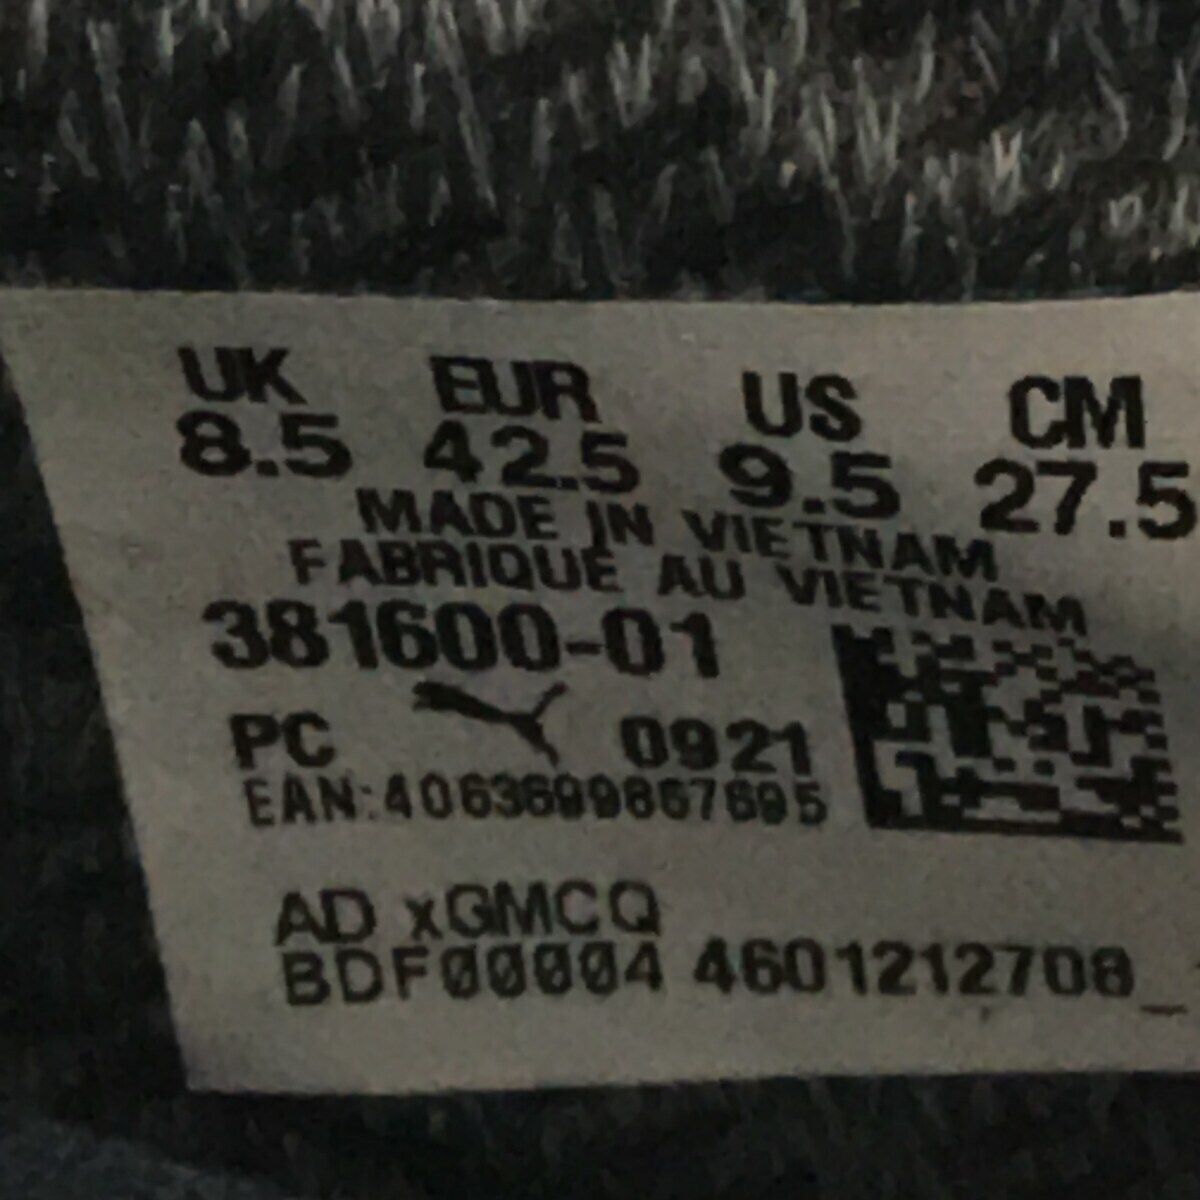 UK EUR US CM
8.5 42.5 9.5 27.5
MADE IN VIETNAM
FABRIQUE AU VIETNAM
381600-01
PC 0921
EAN:4063699867695
AD xGMCQ
BDF00004 4601212708_